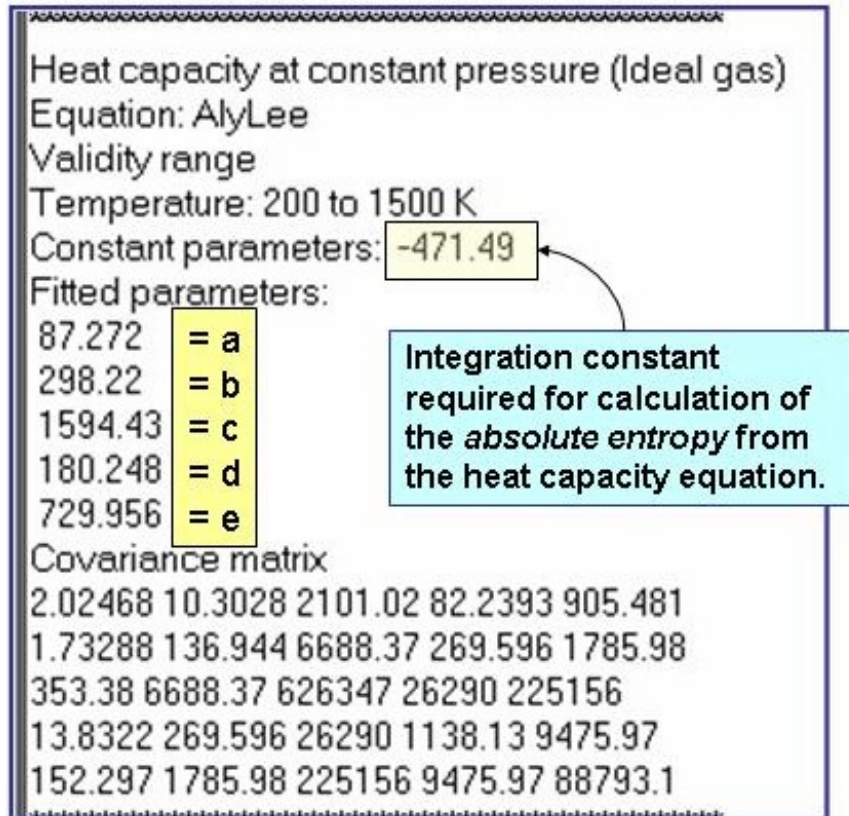 Heat capacity at constant pressure (Ideal gas)
Equation: AlyLee
Validity range
Temperature: 200 to 1500 K
Constant parameters: -471.49
Fitted parameters:
87.272 = a
298.22 = b
1594.43 = c
180.248 = d
729.956 = e
Integration constant
required for calculation of
the absolute entropy from
the heat capacity equation.
Covariance matrix
2.02468 10.3028 2101.02 82.2393 905.481
1.73288 136.944 6688.37 269.596 1785.98
353.38 6688.37 626347 26290 225156
13.8322 269.596 26290 1138.13 9475.97
152.297 1785.98 225156 9475.97 88793.1